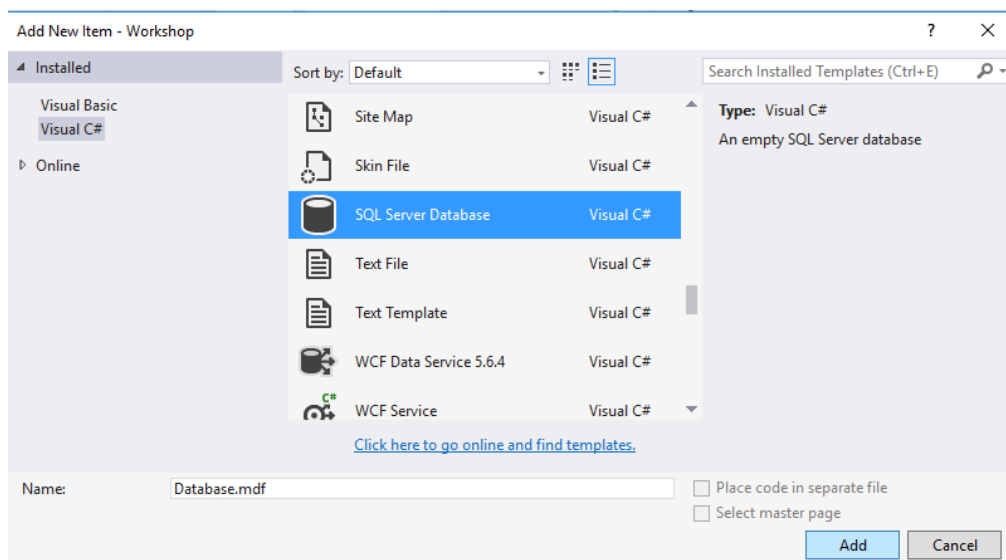 Add New Item - Workshop
?
Installed
Visual Basic
Visual C#
Online
Sort by: Default
Search Installed Templates (Ctrl+E)
Site Map Visual C#
Skin File Visual C#
SQL Server Database Visual C#
Text File Visual C#
Text Template Visual C#
WCF Data Service 5.6.4 Visual C#
C#
WCF Service Visual C#
Click here to go online and find templates.
Type: Visual C#
An empty SQL Server database
Name: Database.mdf
Place code in separate file
Select master page
Add Cancel